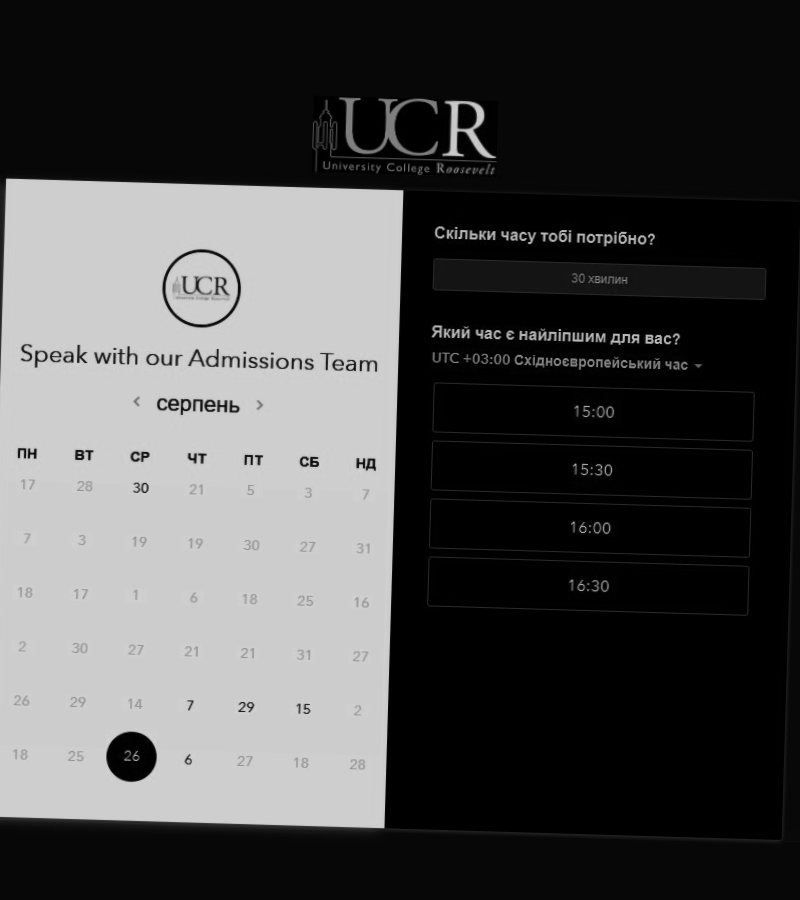 UCR
University College Roosevelt
UCR
University College Roosevelt
Speak with our Admissions Team
серпень
ПН ВТ СР ЧТ ПТ СБ НД
17 28 30 21 5 3 7
7 3 19 19 30 27 31
18 17 1 6 18 25 16
2 30 27 21 21 31 27
26 29 14 7 29 15 2
18 25 26 6 27 18 28
Скільки часу тобі потрібно?
30 хвилин
Який час є найліпшим для вас?
UTC +03:00 Східноєвропейський час
15:00
15:30
16:00
16:30